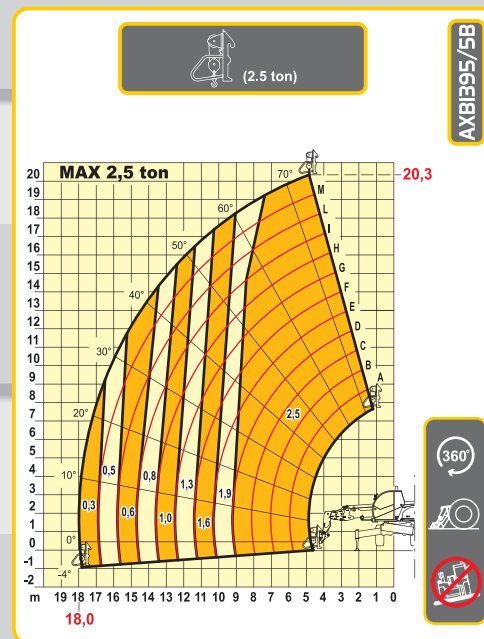 (2.5 ton)
AXB1395/5B
MAX 2,5 ton
20,3
20
19
18
17
16
15
14
13
12
11
10
9
8
7
6
5
4
3
2
1
0
-1
-2
70°
60°
50°
40°
30°
20°
10°
0°
-4°
M
L
I
H
G
F
E
D
C
B
A
2,5
0,5
0,8
1,3
1,9
0,3
0,6
1,0
1,6
360°
m 19 18 17 16 15 14 13 12 11 10 9 8 7 6 5 4 3 2 1 0
18,0